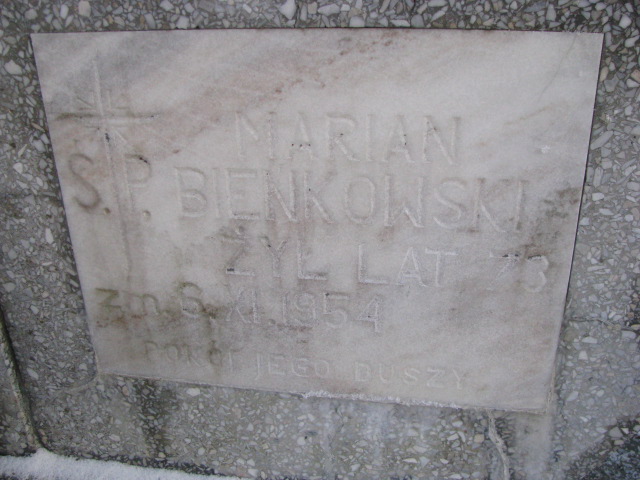 MARIAN
S.P. BIENKOWSKI
ŻYŁ LAT 73
zm. 6.XI.1954
POKÓJ JEGO DUSZY